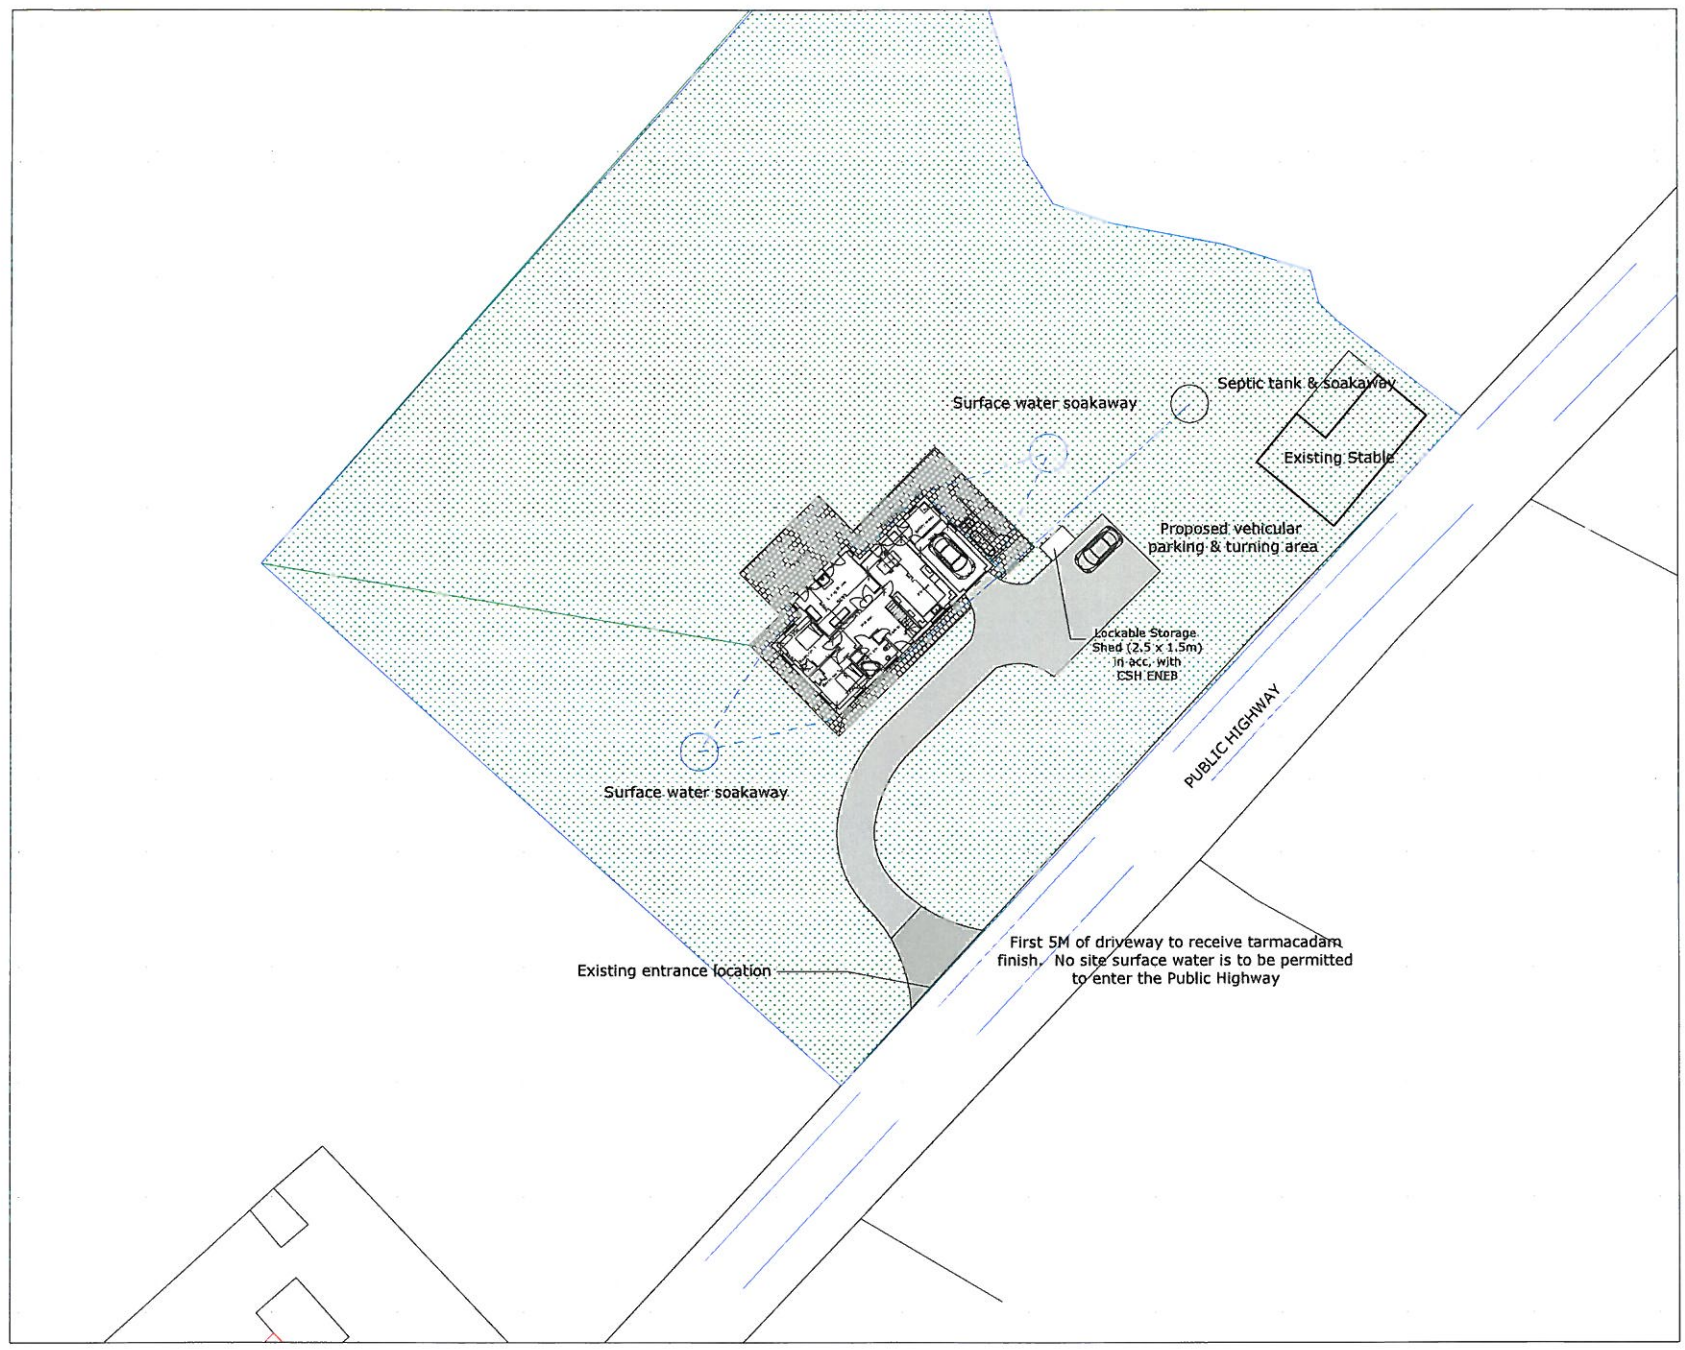 Septic tank & soakaway
Surface water soakaway
Existing Stable
Proposed vehicular
parking & turning area
Lockable Storage
Shed (2.5 x 1.5m)
in acc, with
CSH ENE8
PUBLIC HIGHWAY
Surface water soakaway
First 5M of driveway to receive tarmacadam
finish. No site surface water is to be permitted
to enter the Public Highway
Existing entrance location